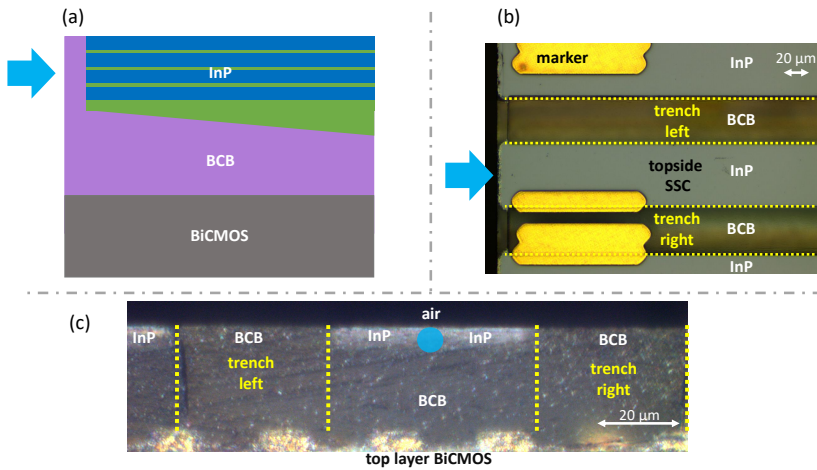 (a)
InP
BCB
BiCMOS
(b)
marker
InP
20 µm
trench
left
BCB
topside
SSC
InP
trench
right
BCB
InP
(c)
air
InP
BCB
InP
InP
BCB
trench
left
trench
right
BCB
20 µm
top layer BiCMOS